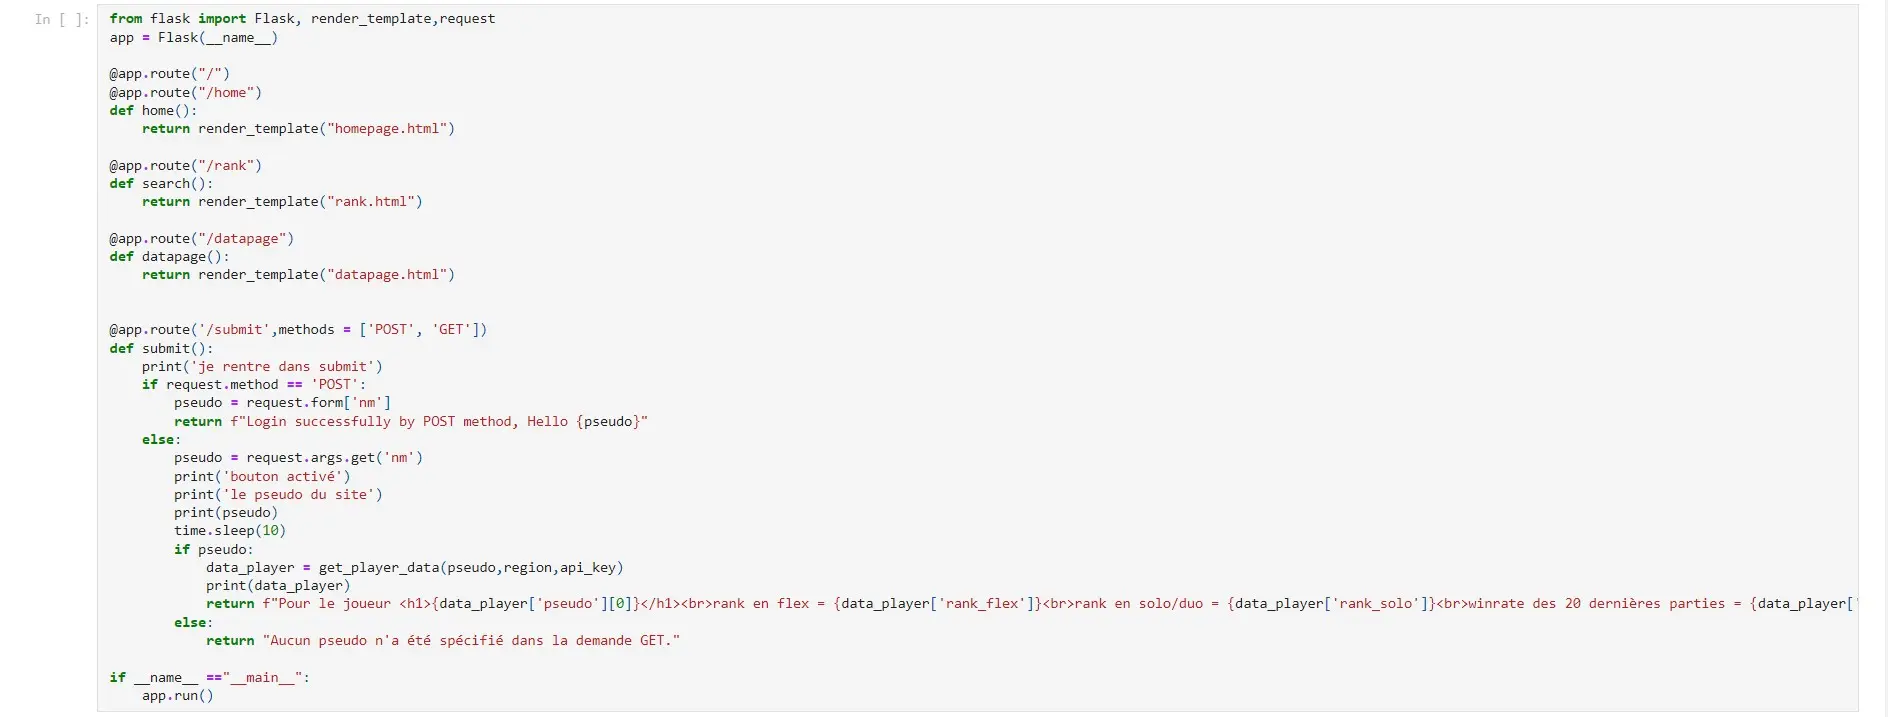 In [ ]:
from flask import Flask, render_template,request
app = Flask(__name__)
@app.route("/")
@app.route("/home")
def home():
    return render_template("homepage.html")
@app.route("/rank")
def search():
    return render_template("rank.html")
@app.route("/datapage")
def datapage():
    return render_template("datapage.html")
@app.route('/submit',methods = ['POST', 'GET'])
def submit():
    print('je rentre dans submit')
    if request.method == 'POST':
        pseudo = request.form['nm']
        return f"Login successfully by POST method, Hello {pseudo}"
    else:
        pseudo = request.args.get('nm')
        print('bouton activé')
        print('le pseudo du site')
        print(pseudo)
        time.sleep(10)
        if pseudo:
            data_player = get_player_data(pseudo,region,api_key)
            print(data_player)
            return f"Pour le joueur <h1>{data_player['pseudo'][0]}</h1><br>rank en flex = {data_player['rank_flex']}<br>rank en solo/duo = {data_player['rank_solo']}<br>winrate des 20 dernières parties = {data_player['
        else:
            return "Aucun pseudo n'a été spécifié dans la demande GET."
if __name__ =="__main__":
    app.run()